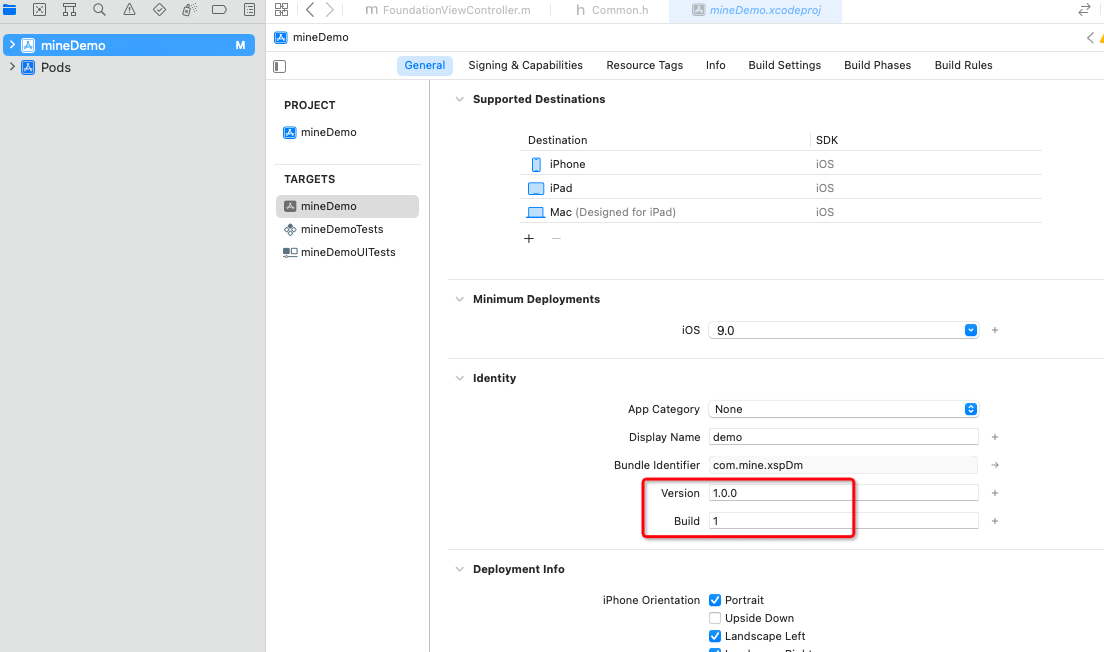 m FoundationViewController.m
h Common.h
mineDemo.xcodeproj
mineDemo M
Pods
mineDemo
General Signing & Capabilities Resource Tags Info Build Settings Build Phases Build Rules
PROJECT
mineDemo
TARGETS
mineDemo
mineDemoTests
mineDemoUITests
Supported Destinations
Destination SDK
iPhone iOS
iPad iOS
Mac (Designed for iPad) iOS
Minimum Deployments
iOS 9.0
Identity
App Category None
Display Name demo
Bundle Identifier com.mine.xspDm
Version 1.0.0
Build 1
Deployment Info
iPhone Orientation Portrait
Upside Down
Landscape Left